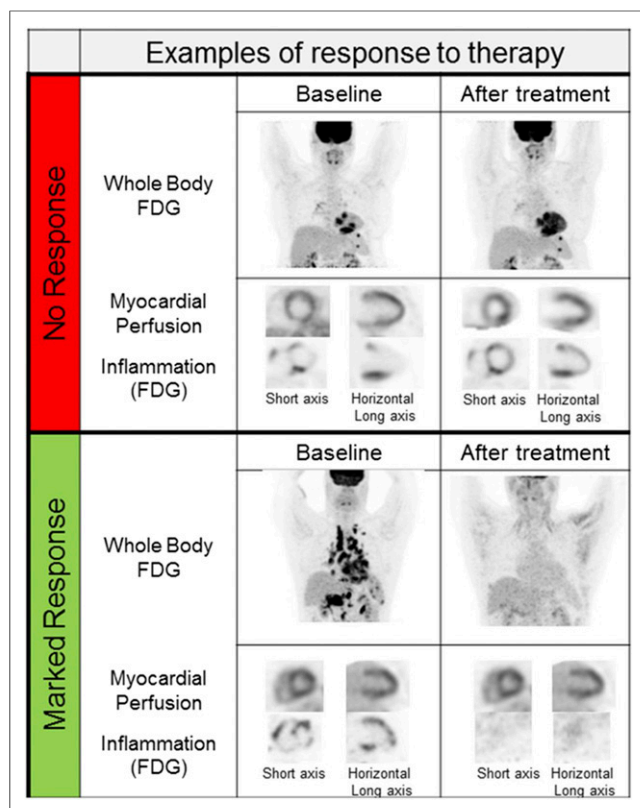 Examples of response to therapy
No Response
Baseline
After treatment
Whole Body
FDG
Myocardial
Perfusion
Inflammation
(FDG)
Short axis
Horizontal
Long axis
Short axis
Horizontal
Long axis
Marked Response
Baseline
After treatment
Whole Body
FDG
Myocardial
Perfusion
Inflammation
(FDG)
Short axis
Horizontal
Long axis
Short axis
Horizontal
Long axis